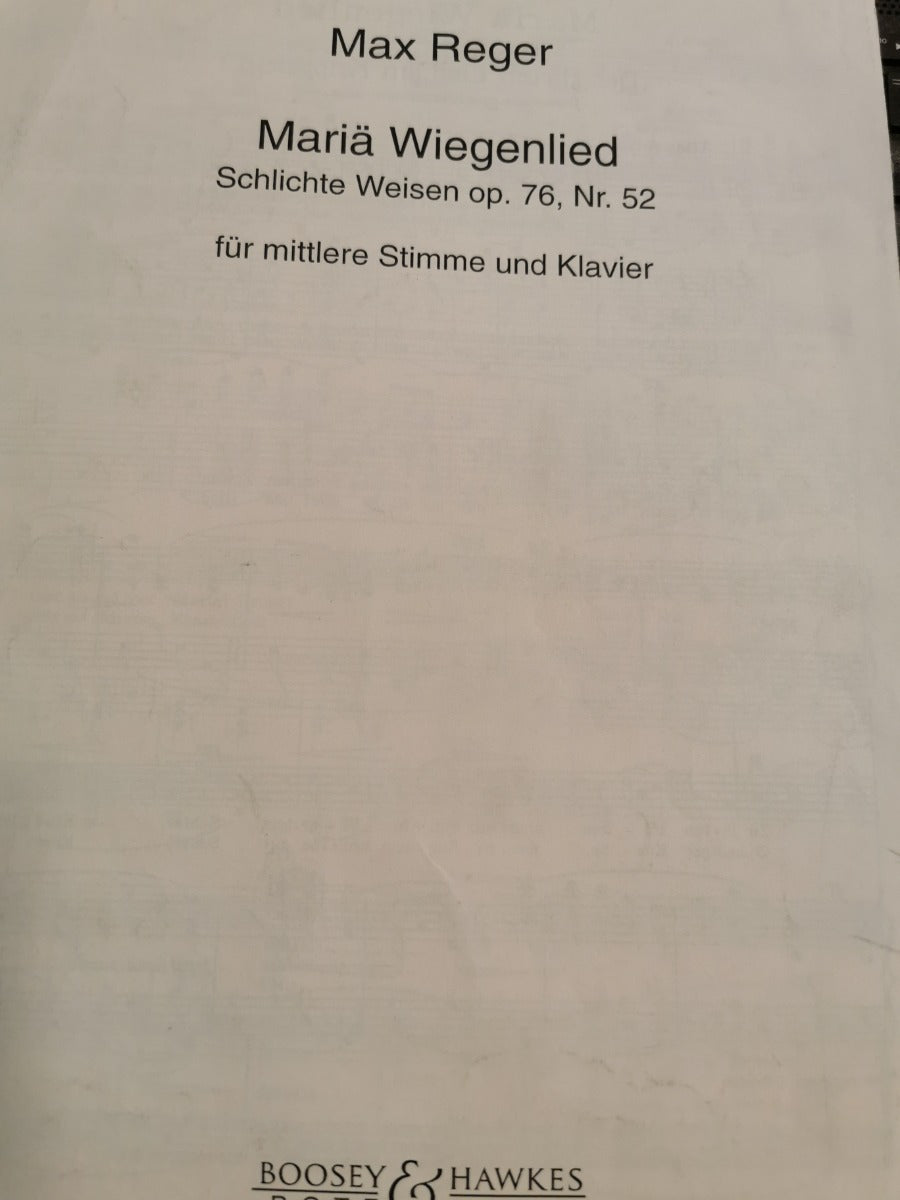 Max Reger
Mariä Wiegenlied
Schlichte Weisen op. 76, Nr. 52
für mittlere Stimme und Klavier
BOOSEY & HAWKES